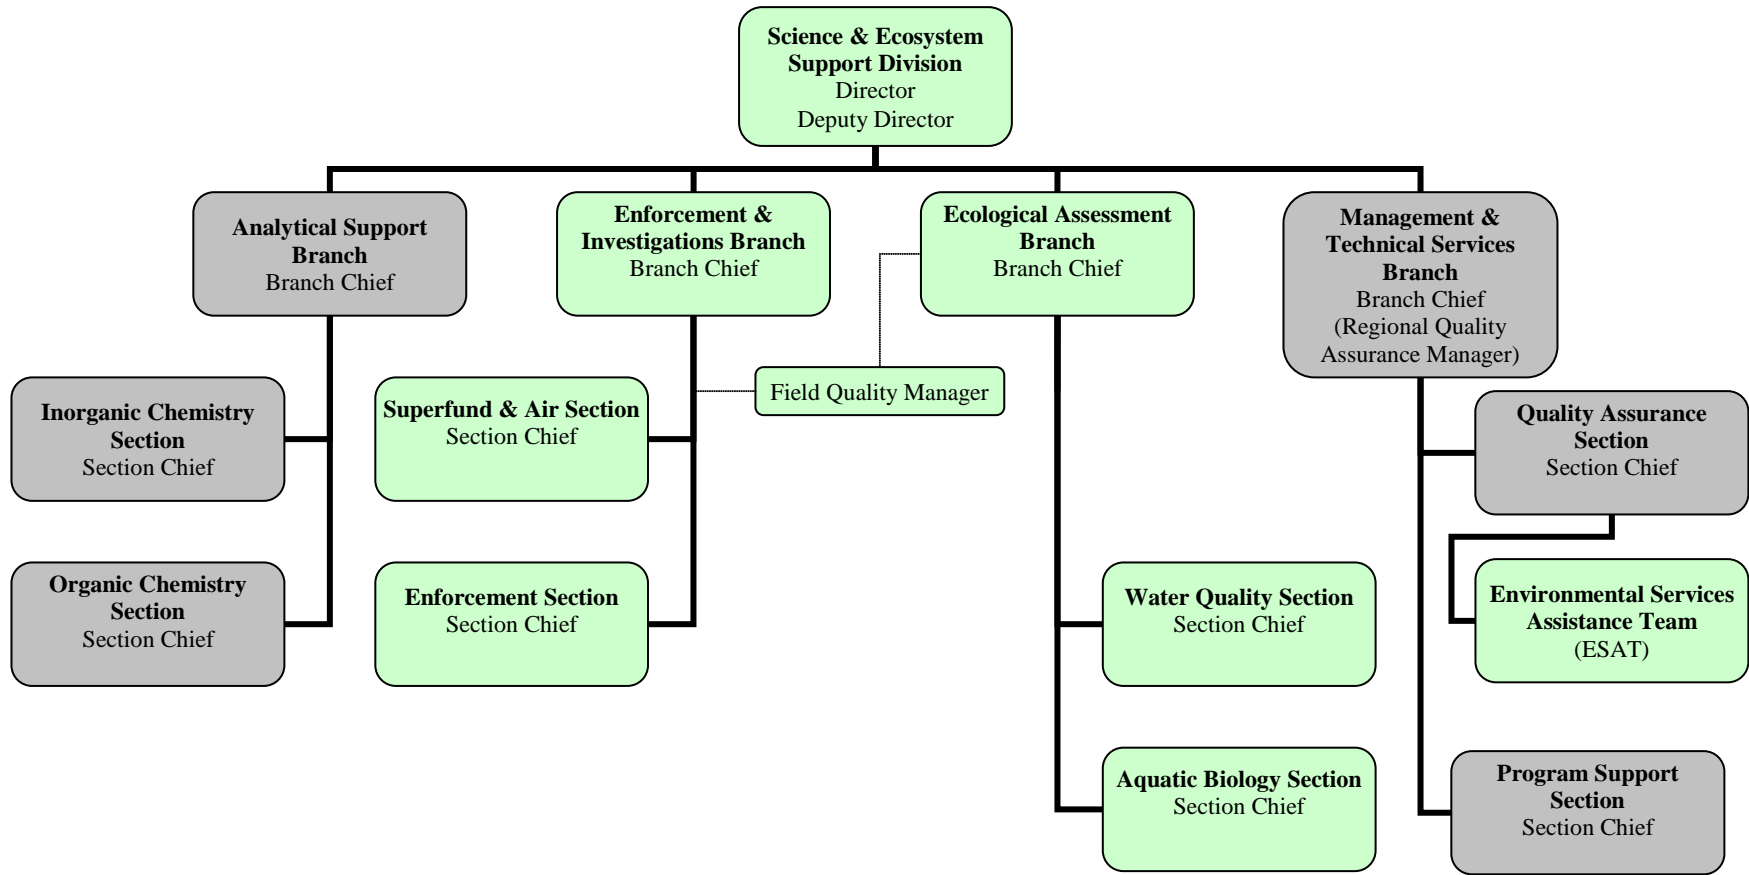 Science & Ecosystem
Support Division
Director
Deputy Director
Analytical Support
Branch
Branch Chief
Enforcement &
Investigations Branch
Branch Chief
Ecological Assessment
Branch
Branch Chief
Management &
Technical Services
Branch
Branch Chief
(Regional Quality
Assurance Manager)
Field Quality Manager
Inorganic Chemistry
Section
Section Chief
Superfund & Air Section
Section Chief
Quality Assurance
Section
Section Chief
Organic Chemistry
Section
Section Chief
Enforcement Section
Section Chief
Water Quality Section
Section Chief
Environmental Services
Assistance Team
(ESAT)
Aquatic Biology Section
Section Chief
Program Support
Section
Section Chief